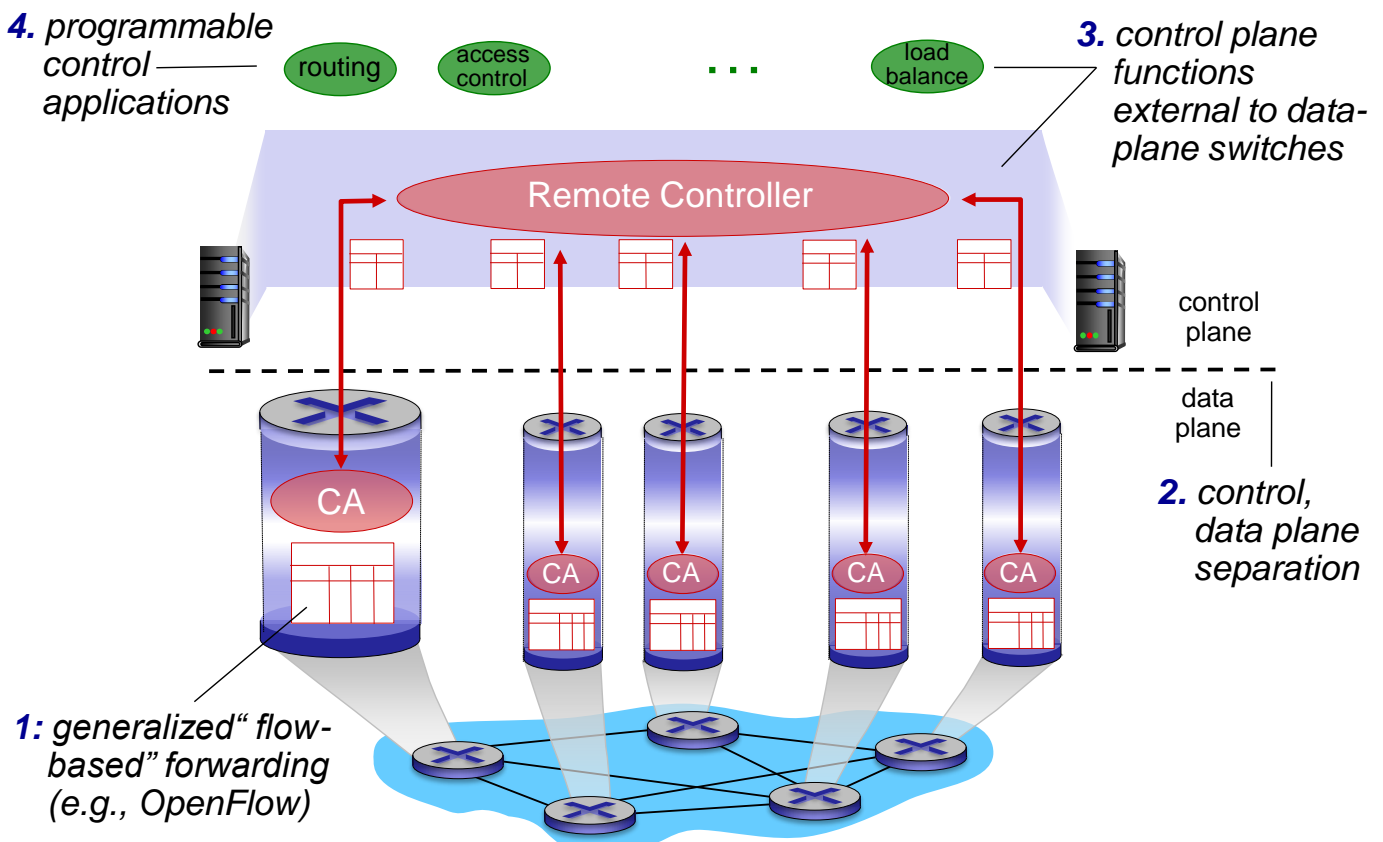 4. programmable
control
applications
routing
access
control
...
load
balance
3. control plane
functions
external to data-
plane switches
Remote Controller
control
plane
data
plane
CA
CA
CA
CA
CA
2. control,
data plane
separation
1: generalized“ flow-
based” forwarding
(e.g., OpenFlow)